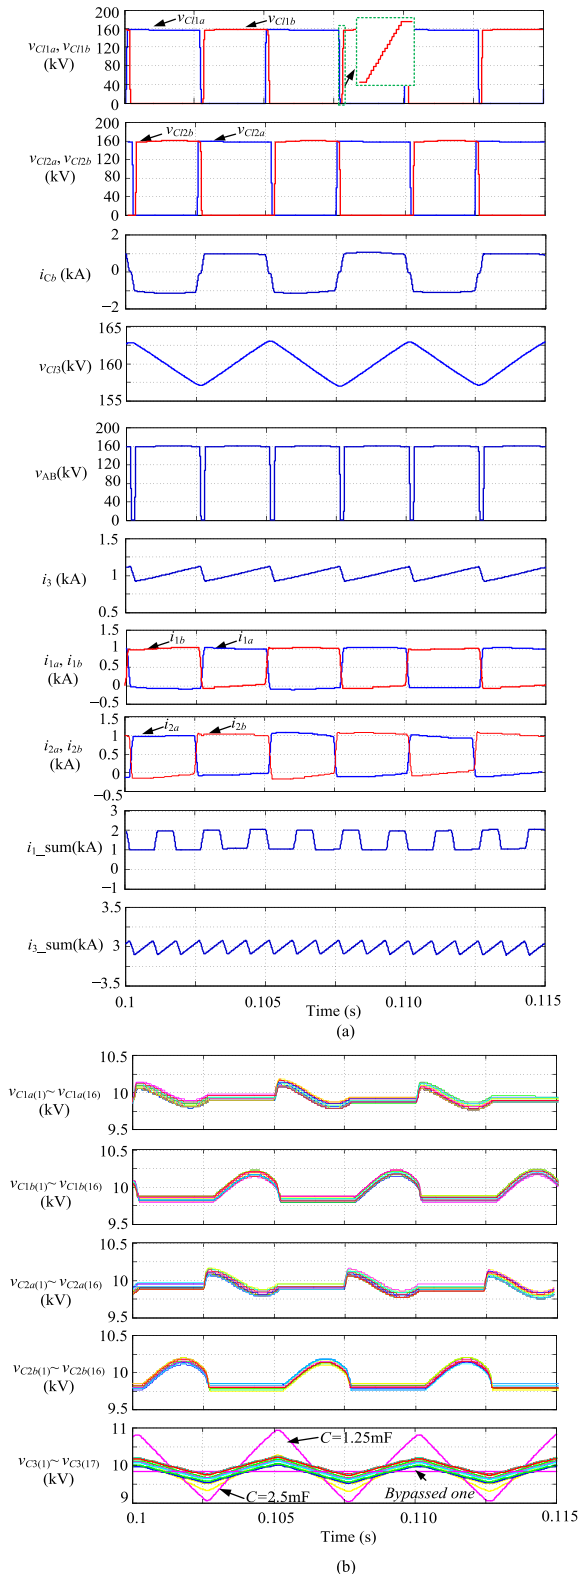 200
160
120
80
40
0
vCl1a, vCl1b
(kV)
vCl1a
vCl1b
200
160
120
80
40
0
vCl2a, vCl2b
(kV)
vCl2b
vCl2a
2
0
−2
iCb (kA)
165
160
155
vCl3(kV)
200
160
120
80
40
0
vAB(kV)
1.5
1
0.5
i3 (kA)
1.5
1
0.5
0
−0.5
i1a, i1b
(kA)
i1b
i1a
1.5
1
0.5
0
−0.5
i2a, i2b
(kA)
i2a
i2b
3
2
1
0
−1
i1_sum(kA)
3.5
3
−3.5
i3_sum(kA)
0.1
0.105
0.110
0.115
Time (s)
(a)
10.5
10
9.5
vC1a(1)~ vC1a(16)
(kV)
10.5
10
9.5
vC1b(1)~ vC1b(16)
(kV)
10.5
10
9.5
vC2a(1)~ vC2a(16)
(kV)
10.5
10
9.5
vC2b(1)~ vC2b(16)
(kV)
11
10
9
vC3(1)~ vC3(17)
(kV)
C=1.25mF
C=2.5mF
Bypassed one
0.1
0.105
0.110
0.115
Time (s)
(b)